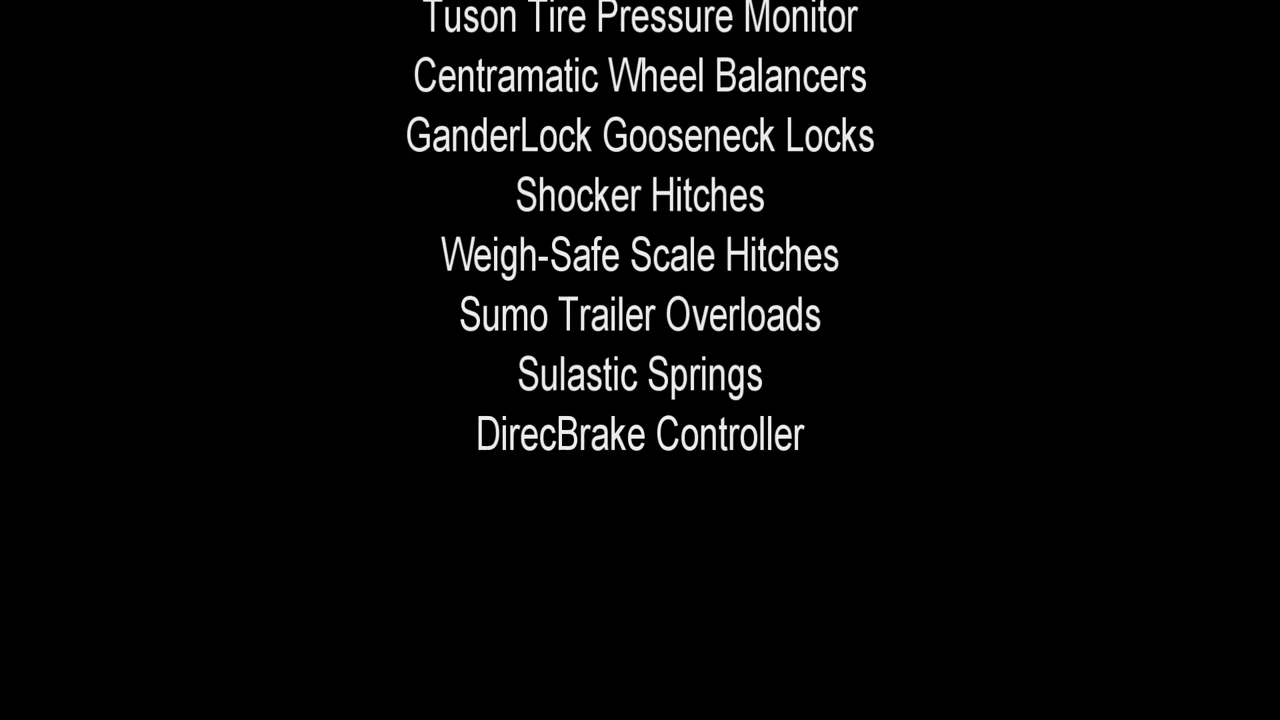 Tuson Tire Pressure Monitor
Centramatic Wheel Balancers
GanderLock Gooseneck Locks
Shocker Hitches
Weigh-Safe Scale Hitches
Sumo Trailer Overloads
Sulastic Springs
DirecBrake Controller